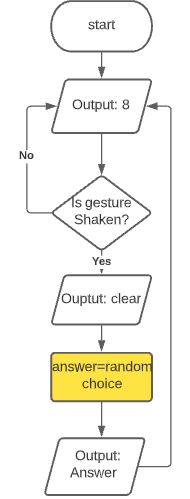 start
Output: 8
No
Is gesture
Shaken?
Yes
Ouptut: clear
answer=random
choice
Output:
Answer